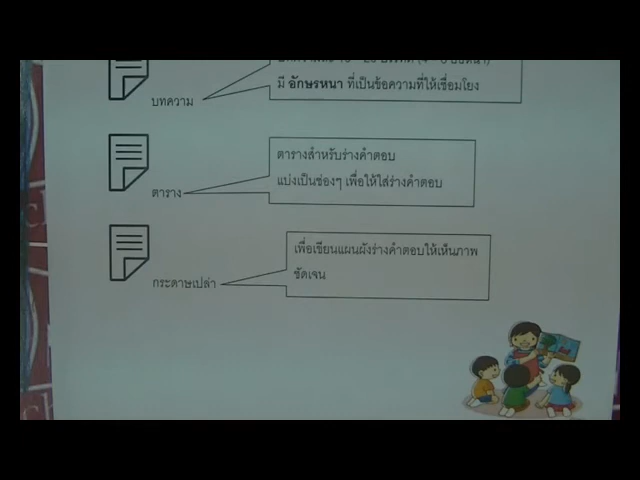 มี อักษรหนา ที่เป็นข้อความที่ให้เชื่อมโยง
บทความ
ตารางสำหรับร่างคำตอบ
แบ่งเป็นช่องๆ เพื่อให้ใส่ร่างคำตอบ
ตาราง
เพื่อเขียนแผนผังร่างคำตอบให้เห็นภาพ
ชัดเจน
กระดาษเปล่า